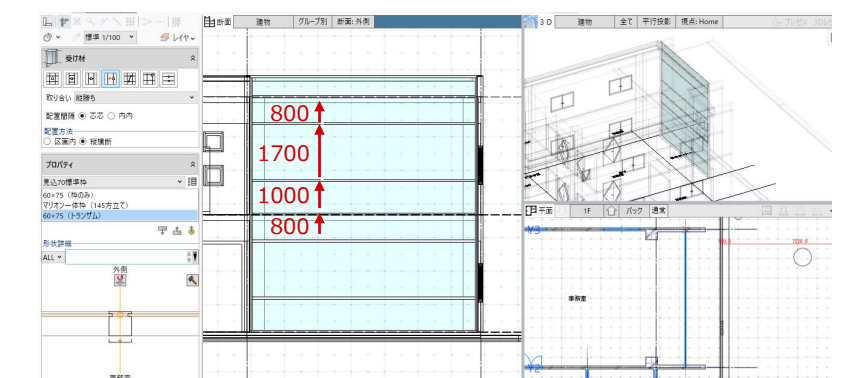 標準 1/100
レイヤ
受け材
取り合い 縦勝ち
配置間隔 芯芯 内内
配置方法
区画内 縦横断
プロパティ
見込70標準枠
60×75（枠のみ）
マリオン一体枠（145方立て）
60×75（トランザム）
形状詳細
ALL
外側
断面 建物 グループ別 断面: 外側
800
1700
1000
800
3D 建物 全て 平行投影 視点: Home
平面 1F バック 通常
Y3
7220.0
事務室
Y2